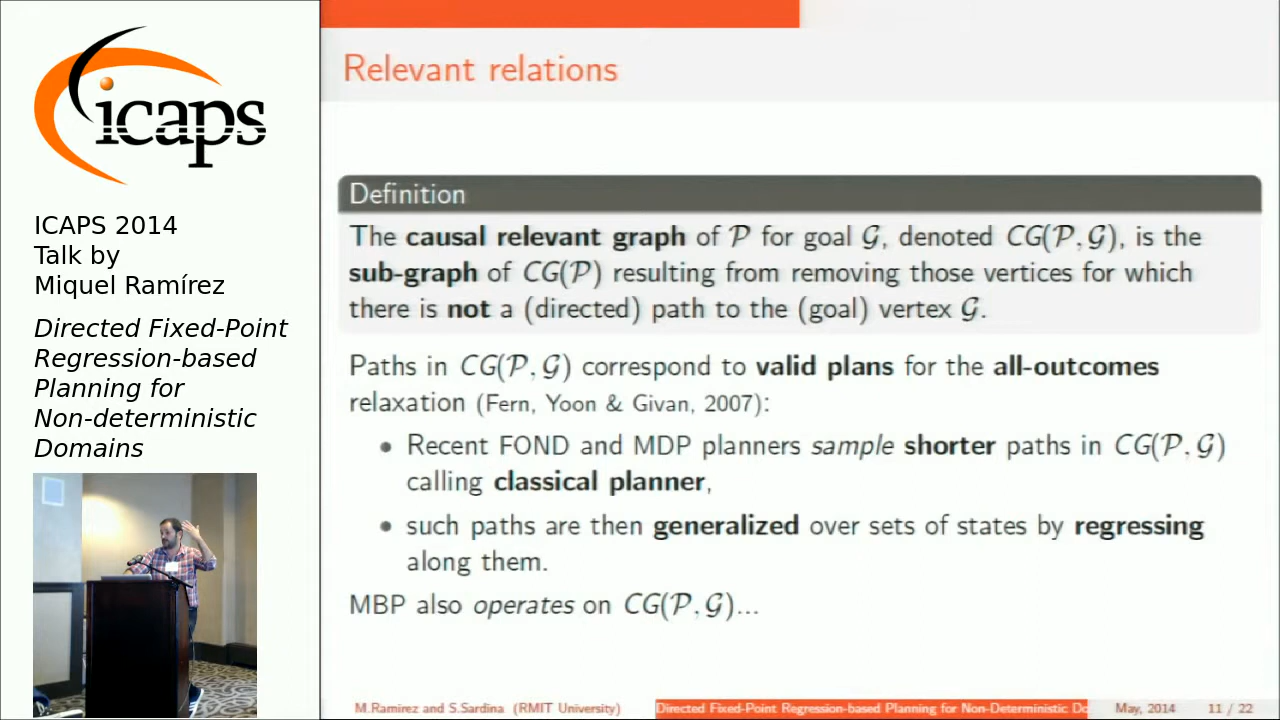 icaps
ICAPS 2014
Talk by
Miquel Ramírez
Directed Fixed-Point
Regression-based
Planning for
Non-deterministic
Domains
Relevant relations
Definition
The causal relevant graph of 𝒫 for goal 𝒢, denoted CG(𝒫, 𝒢), is the
sub-graph of CG(𝒫) resulting from removing those vertices for which
there is not a (directed) path to the (goal) vertex 𝒢.
Paths in CG(𝒫, 𝒢) correspond to valid plans for the all-outcomes
relaxation (Fern, Yoon & Givan, 2007):
• Recent FOND and MDP planners sample shorter paths in CG(𝒫, 𝒢)
calling classical planner,
• such paths are then generalized over sets of states by regressing
along them.
MBP also operates on CG(𝒫, 𝒢)...
M.Ramirez and S.Sardina (RMIT University)
Directed Fixed-Point Regression-based Planning for Non-Deterministic Do
May, 2014
11 / 22